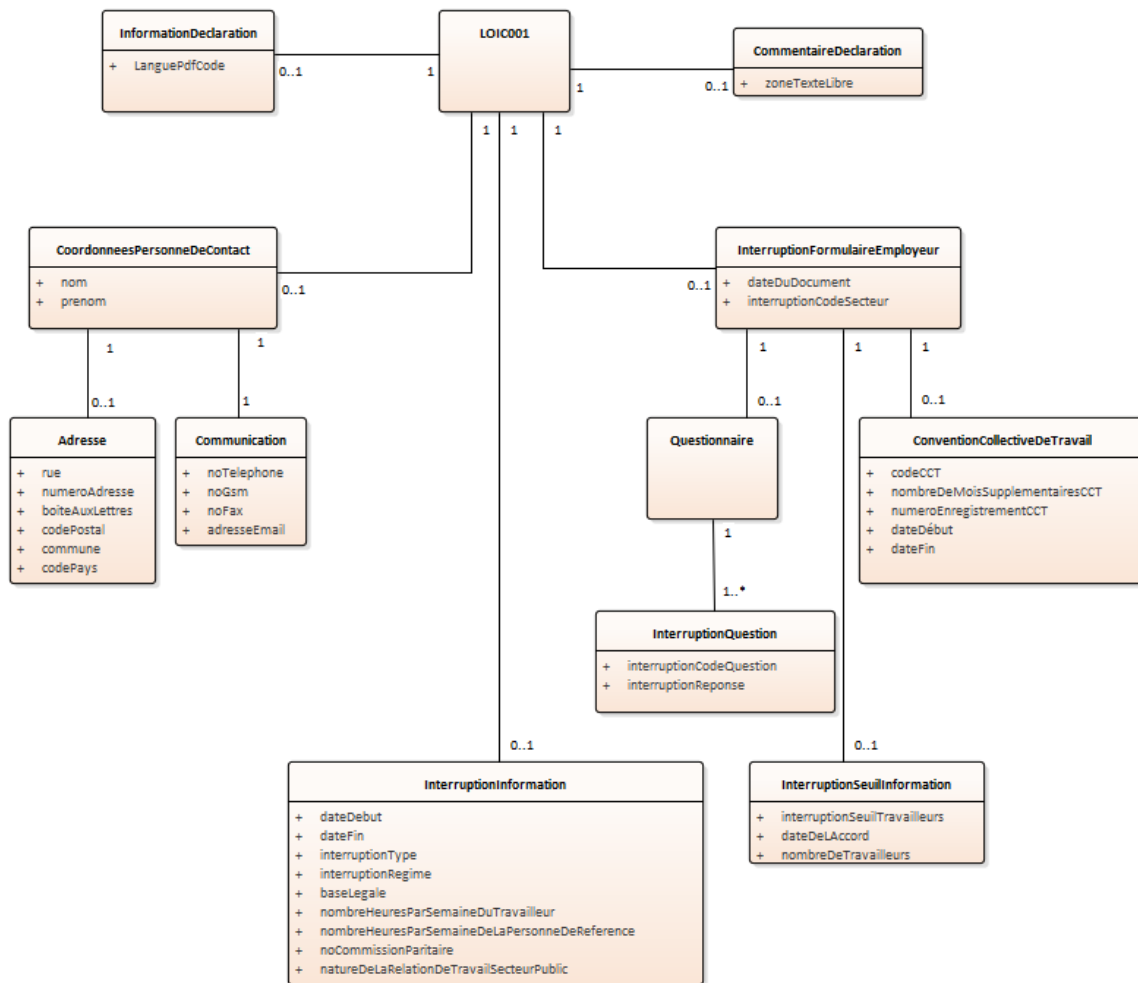 InformationDeclaration
+ LanguePdfCode
LOIC001
CommentaireDeclaration
+ zoneTexteLibre
0..1
1
1
0..1
1
1
1
CoordonneesPersonneDeContact
+ nom
+ prenom
0..1
InterruptionFormulaireEmployeur
+ dateDuDocument
+ interruptionCodeSecteur
0..1
1
1
1
1
1
0..1
1
0..1
0..1
Adresse
+ rue
+ numeroAdresse
+ boiteAuxLettres
+ codePostal
+ commune
+ codePays
Communication
+ noTelephone
+ noGsm
+ noFax
+ adresseEmail
Questionnaire
ConventionCollectiveDeTravail
+ codeCCT
+ nombreDeMoisSupplementairesCCT
+ numeroEnregistrementCCT
+ dateDébut
+ dateFin
1
1..*
InterruptionQuestion
+ interruptionCodeQuestion
+ interruptionReponse
0..1
0..1
InterruptionInformation
+ dateDebut
+ dateFin
+ interruptionType
+ interruptionRegime
+ baseLegale
+ nombreHeuresParSemaineDuTravailleur
+ nombreHeuresParSemaineDeLaPersonneDeReference
+ noCommissionParitaire
+ natureDeLaRelationDeTravailSecteurPublic
InterruptionSeuilInformation
+ interruptionSeuilTravailleurs
+ dateDeLAccord
+ nombreDeTravailleurs